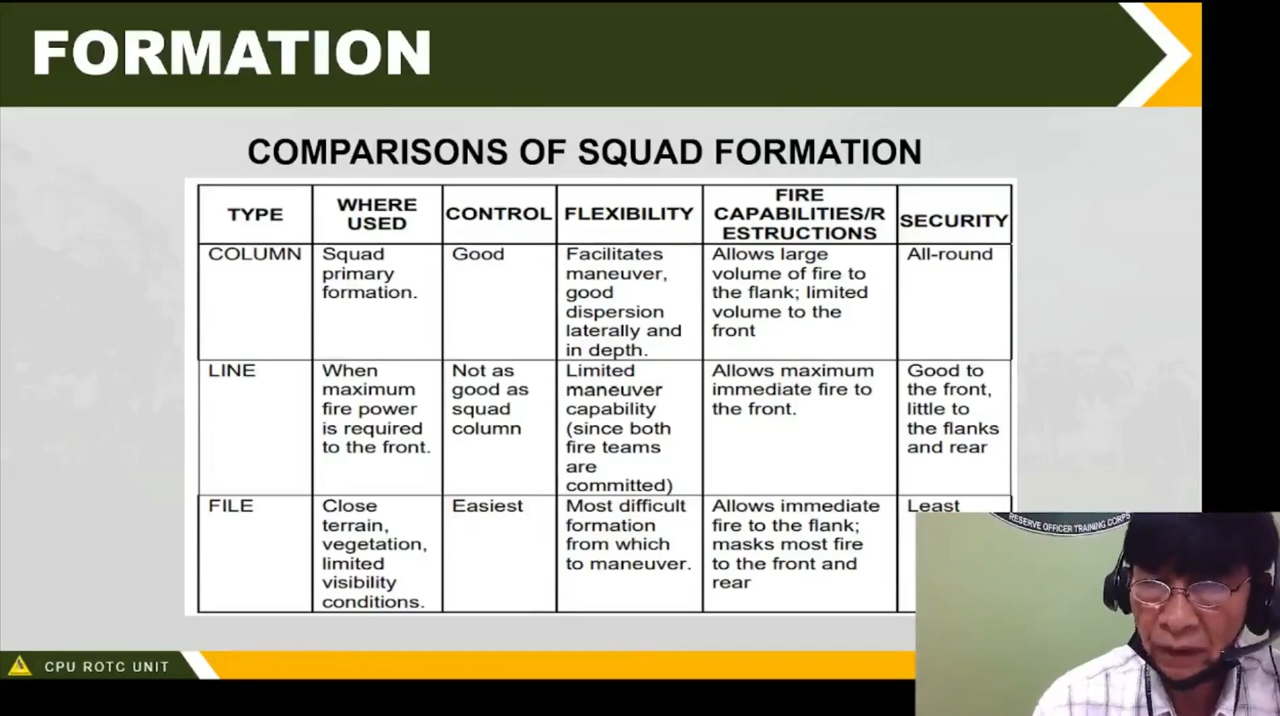 FORMATION
COMPARISONS OF SQUAD FORMATION
TYPE
WHERE
USED
CONTROL
FLEXIBILITY
FIRE
CAPABILITIES/R
ESTRUCTIONS
SECURITY
COLUMN
Squad
primary
formation.
Good
Facilitates
maneuver,
good
dispersion
laterally and
in depth.
Allows large
volume of fire to
the flank; limited
volume to the
front
All-round
LINE
When
maximum
fire power
is required
to the front.
Not as
good as
squad
column
Limited
maneuver
capability
(since both
fire teams
are
committed)
Allows maximum
immediate fire to
the front.
Good to
the front,
little to
the flanks
and rear
FILE
Close
terrain,
vegetation,
limited
visibility
conditions.
Easiest
Most difficult
formation
from which
to maneuver.
Allows immediate
fire to the flank;
masks most fire
to the front and
rear
Least
RESERVE OFFICER TRAINING CORPS
CPU ROTC UNIT